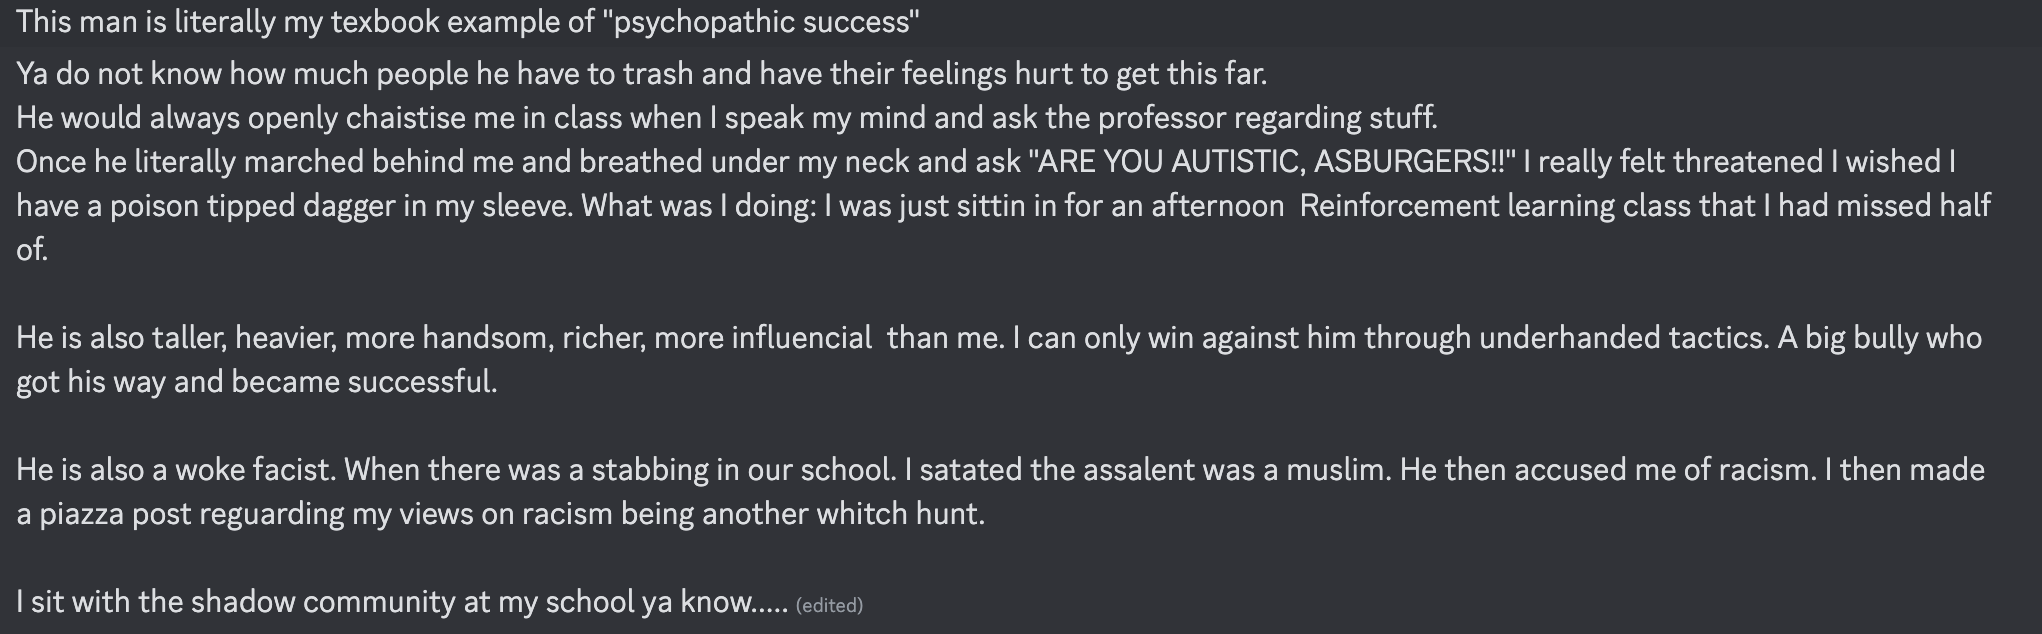 This man is literally my texbook example of "psychopathic success"
Ya do not know how much people he have to trash and have their feelings hurt to get this far.
He would always openly chaistise me in class when I speak my mind and ask the professor regarding stuff.
Once he literally marched behind me and breathed under my neck and ask "ARE YOU AUTISTIC, ASBURGERS!!" I really felt threatened I wished I
have a poison tipped dagger in my sleeve. What was I doing: I was just sittin in for an afternoon  Reinforcement learning class that I had missed half
of.
He is also taller, heavier, more handsom, richer, more influencial  than me. I can only win against him through underhanded tactics. A big bully who
got his way and became successful.
He is also a woke facist. When there was a stabbing in our school. I satated the assalent was a muslim. He then accused me of racism. I then made
a piazza post reguarding my views on racism being another whitch hunt.
I sit with the shadow community at my school ya know..... (edited)